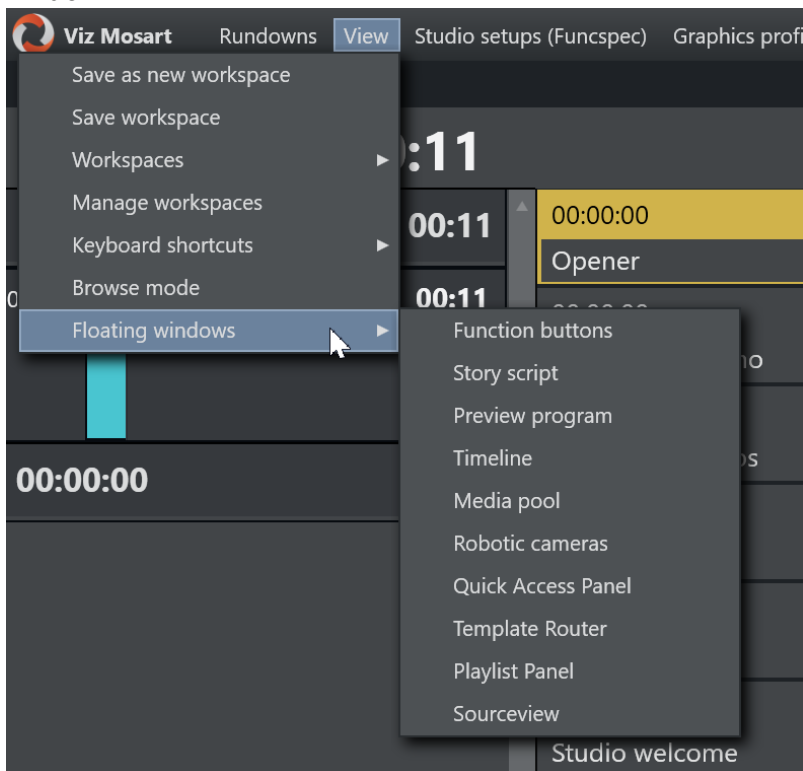 Viz Mosart Rundowns View Studio setups (Funcspec) Graphics profi
Save as new workspace
Save workspace
Workspaces
Manage workspaces
Keyboard shortcuts
Browse mode
Floating windows
Function buttons
Story script
Preview program
Timeline
Media pool
Robotic cameras
Quick Access Panel
Template Router
Playlist Panel
Sourceview
:11
00:11
00:11
00:00:00
00:00:00
Opener
Studio welcome